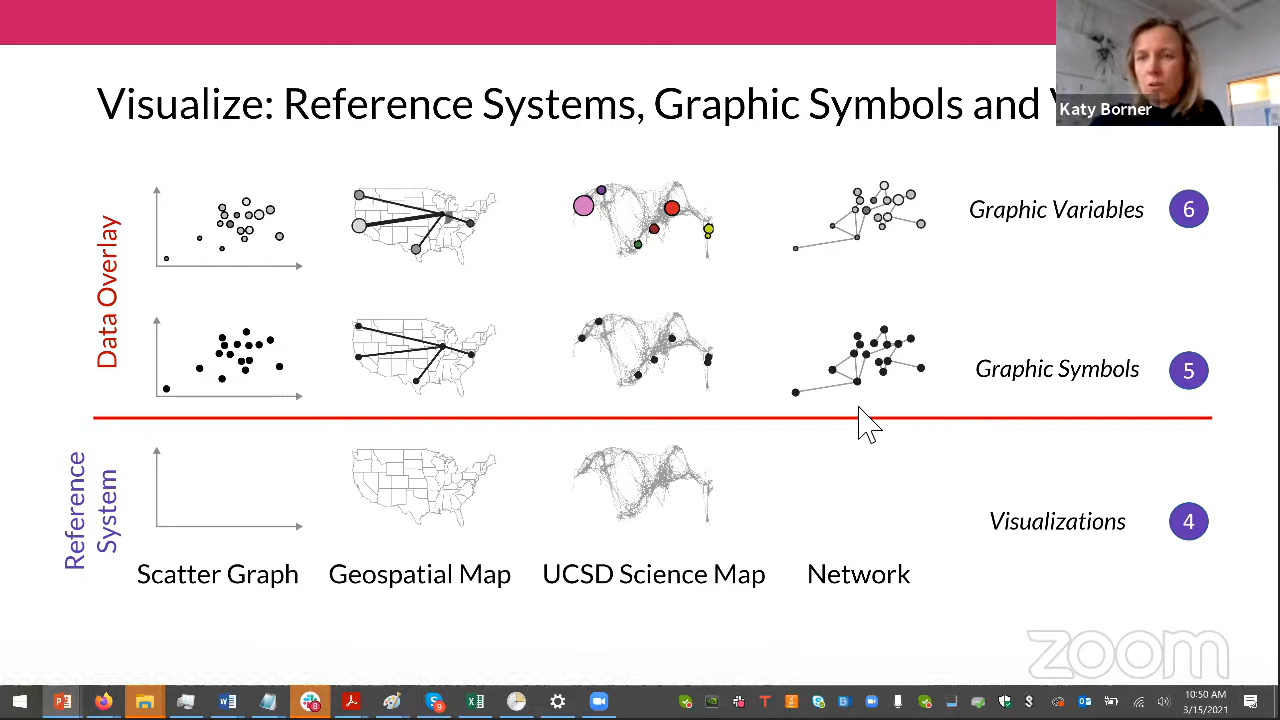 Visualize: Reference Systems, Graphic Symbols and
Katy Borner
Data Overlay
Graphic Variables 6
Graphic Symbols 5
Reference
System
Visualizations 4
Scatter Graph Geospatial Map UCSD Science Map Network
zoom
10:50 AM
3/15/2021